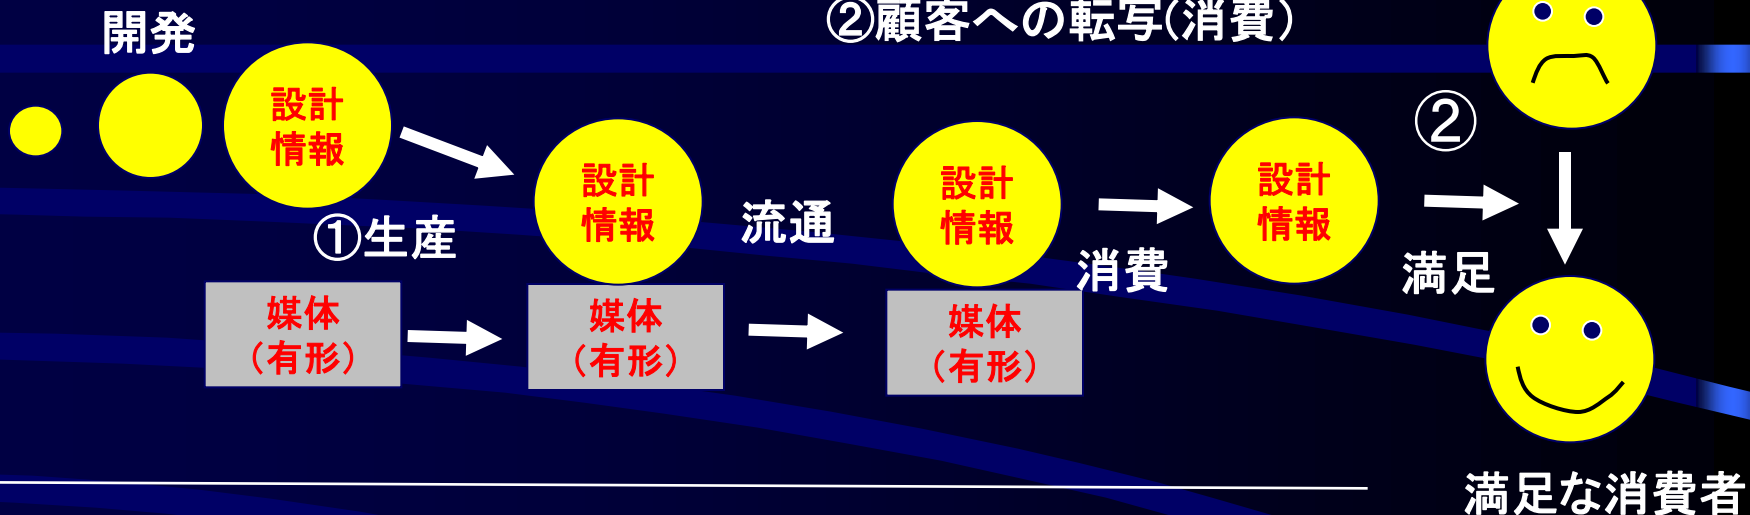 開発
②顧客への転写(消費)
設計
情報
設計
情報
設計
情報
設計
情報
②
①生産
流通
消費
満足
媒体
(有形)
媒体
(有形)
媒体
(有形)
満足な消費者